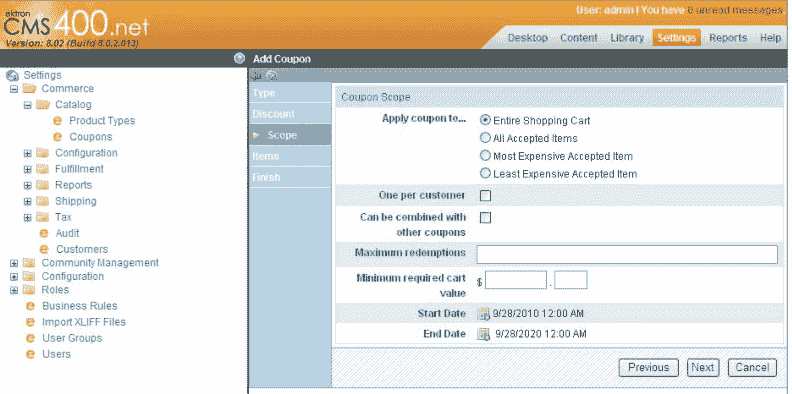 User: admin | You have 0 unread messages
ektron
CMS400.net
Version: 8.02 (Build 8.0.2.013)
Desktop Content Library Settings Reports Help
Add Coupon
Settings
Commerce
Catalog
Product Types
Coupons
Configuration
Fulfillment
Reports
Shipping
Tax
Audit
Customers
Community Management
Configuration
Roles
Business Rules
Import XLIFF Files
User Groups
Users
Type
Discount
Scope
Items
Finish
Coupon Scope
Apply coupon to...
Entire Shopping Cart
All Accepted Items
Most Expensive Accepted Item
Least Expensive Accepted Item
One per customer
Can be combined with
other coupons
Maximum redemptions
Minimum required cart
value
$ .
Start Date 9/28/2010 12:00 AM
End Date 9/28/2020 12:00 AM
Previous Next Cancel